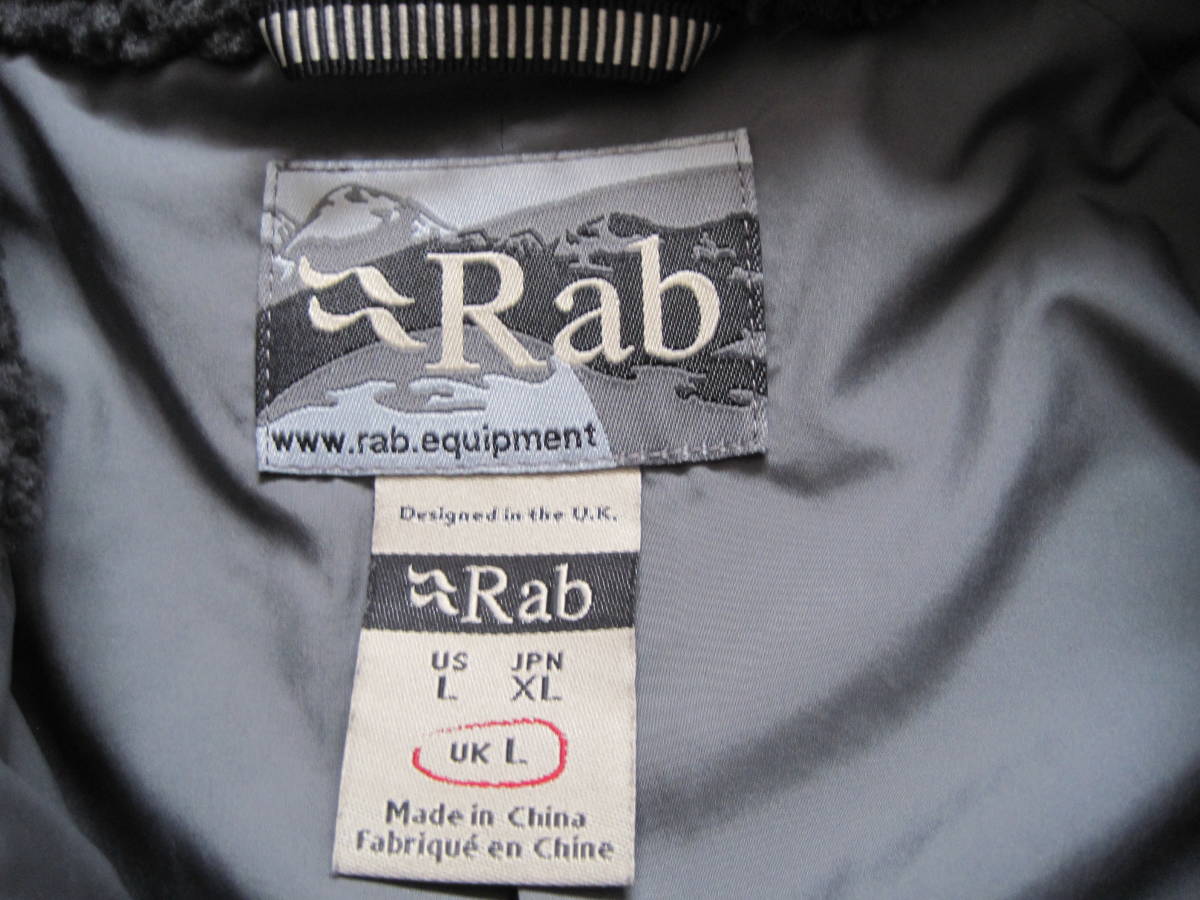 Rab
www.rab.equipment
Designed in the U.K.
Rab
US JPN
L XL
UK L
Made in China
Fabriqué en Chine